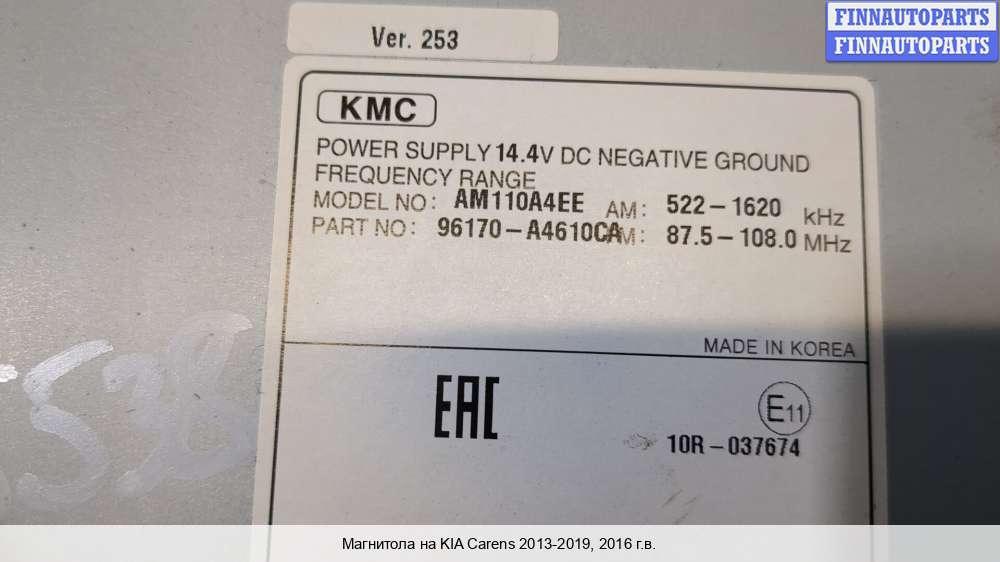 FINNAUTOPARTS
FINNAUTOPARTS
Ver. 253
KMC
POWER SUPPLY 14.4V DC NEGATIVE GROUND
FREQUENCY RANGE
MODEL NO: AM110A4EE AM: 522-1620 kHz
PART NO: 96170-A4610CA M: 87.5-108.0 MHz
MADE IN KOREA
EAC
E11
10R-037674
538
Магнитола на KIA Carens 2013-2019, 2016 г.в.